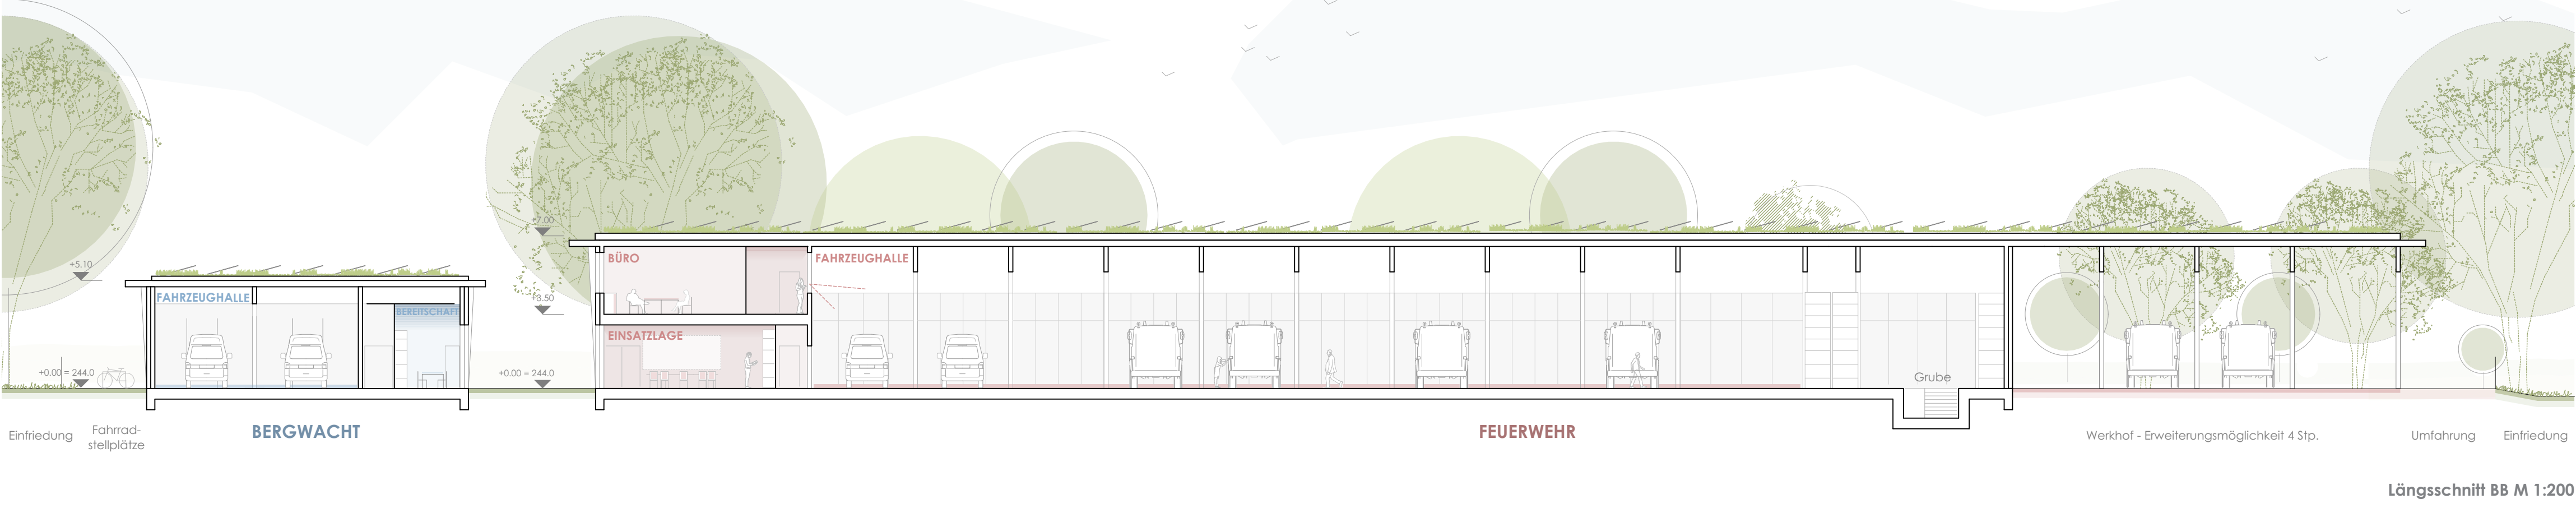 +7.00
BÜRO
FAHRZEUGHALLE
+5.10
FAHRZEUGHALLE
+3.50
BEREITSCHAFT
EINSATZLAGE
+0.00 = 244.0
+0.00 = 244.0
Grube
Einfriedung
Fahrrad-
stellplätze
BERGWACHT
FEUERWEHR
Werkhof - Erweiterungsmöglichkeit 4 Stp.
Umfahrung
Einfriedung
Längsschnitt BB M 1:200